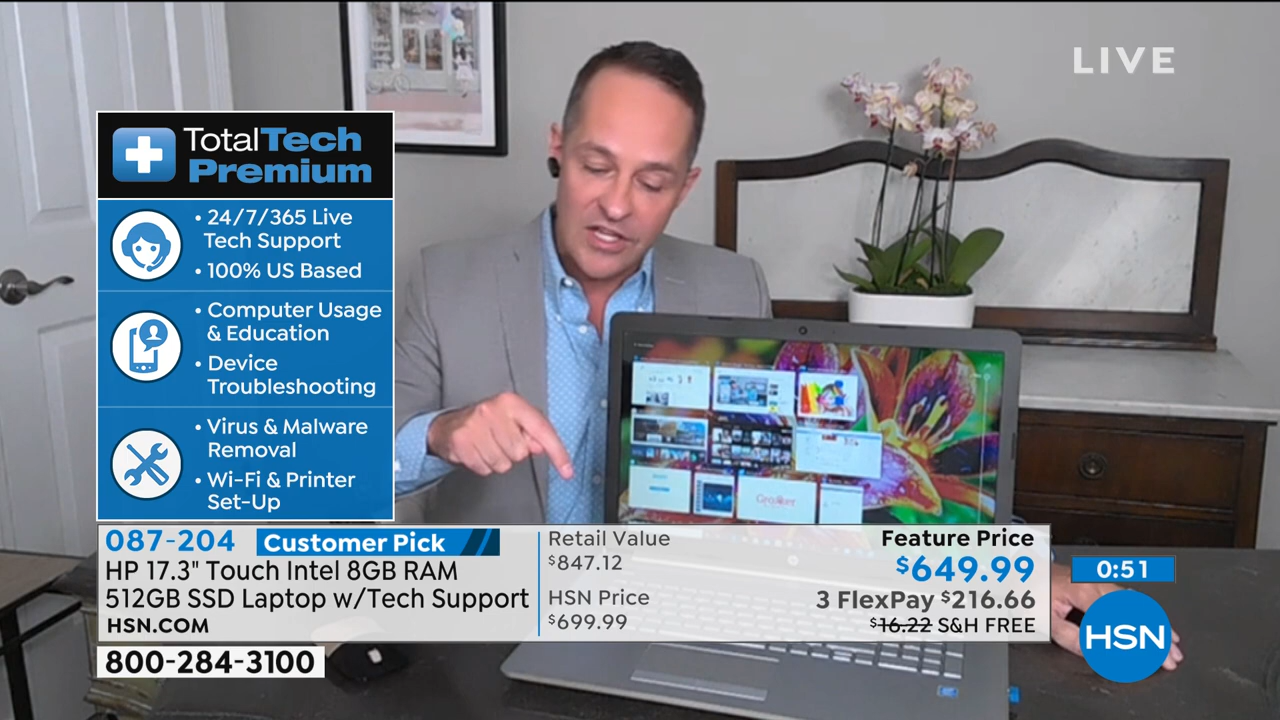 LIVE
TotalTech
Premium
• 24/7/365 Live
Tech Support
• 100% US Based
• Computer Usage
& Education
• Device
Troubleshooting
• Virus & Malware
Removal
• Wi-Fi & Printer
Set-Up
087-204 Customer Pick
HP 17.3" Touch Intel 8GB RAM
512GB SSD Laptop w/Tech Support
HSN.COM
Retail Value
$847.12
HSN Price
$699.99
Feature Price
$649.99
3 FlexPay $216.66
$16.22 S&H FREE
0:51
HSN
800-284-3100